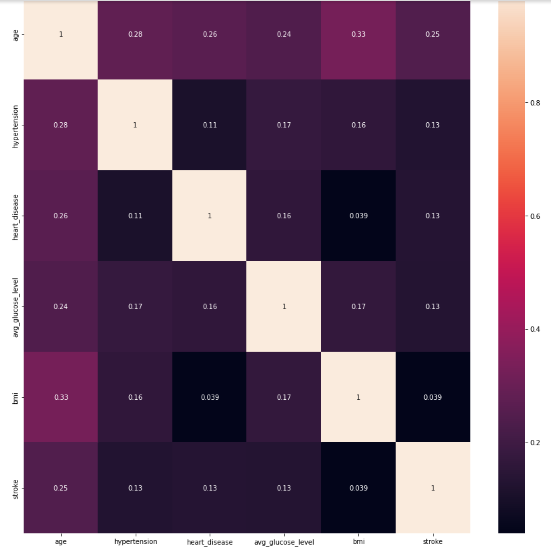 age 1 0.28 0.26 0.24 0.33 0.25
hypertension 0.28 1 0.11 0.17 0.16 0.13
heart_disease 0.26 0.11 1 0.16 0.039 0.13
avg_glucose_level 0.24 0.17 0.16 1 0.17 0.13
bmi 0.33 0.16 0.039 0.17 1 0.039
stroke 0.25 0.13 0.13 0.13 0.039 1
age hypertension heart_disease avg_glucose_level bmi stroke
0.8
0.6
0.4
0.2